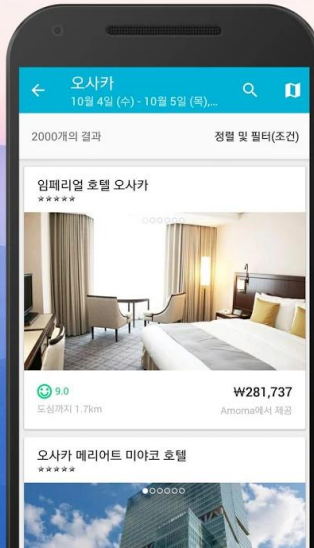 오사카
10월 4일 (수) - 10월 5일 (목),...
2000개의 결과
정렬 및 필터(조건)
임페리얼 호텔 오사카
★★★★★
9.0
₩281,737
도심까지 1.7km
Amoma에서 제공
오사카 메리어트 미야코 호텔
★★★★★